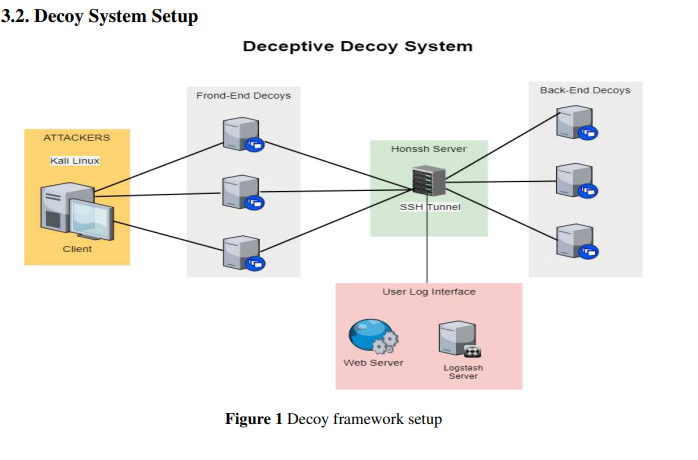 3.2. Decoy System Setup
Deceptive Decoy System
ATTACKERS
Kali Linux
Client
Frond-End Decoys
Honssh Server
SSH Tunnel
Back-End Decoys
User Log Interface
Web Server
Logstash
Server
Figure 1 Decoy framework setup